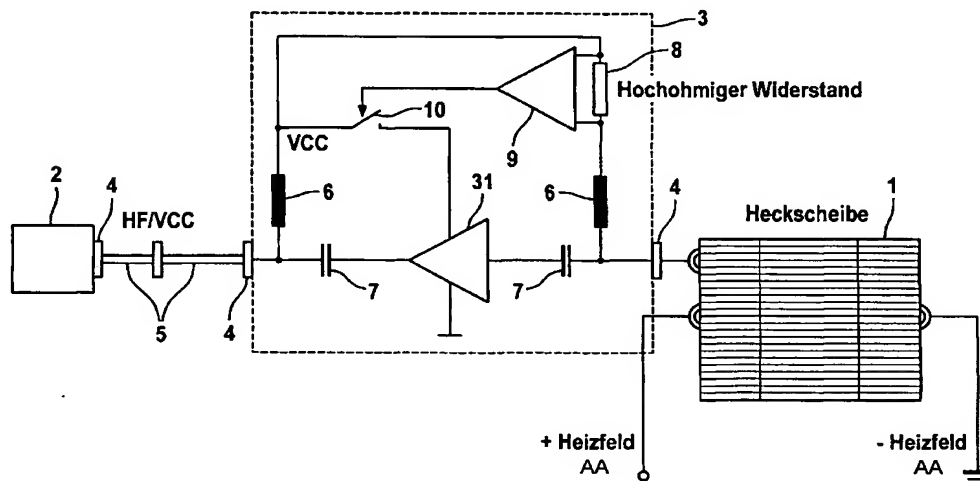 3
8
Hochohmiger Widerstand
10
9
VCC
2
4
HF/VCC
6
31
6
4
Heckscheibe
1
5
4
7
7
+ Heizfeld
AA
- Heizfeld
AA